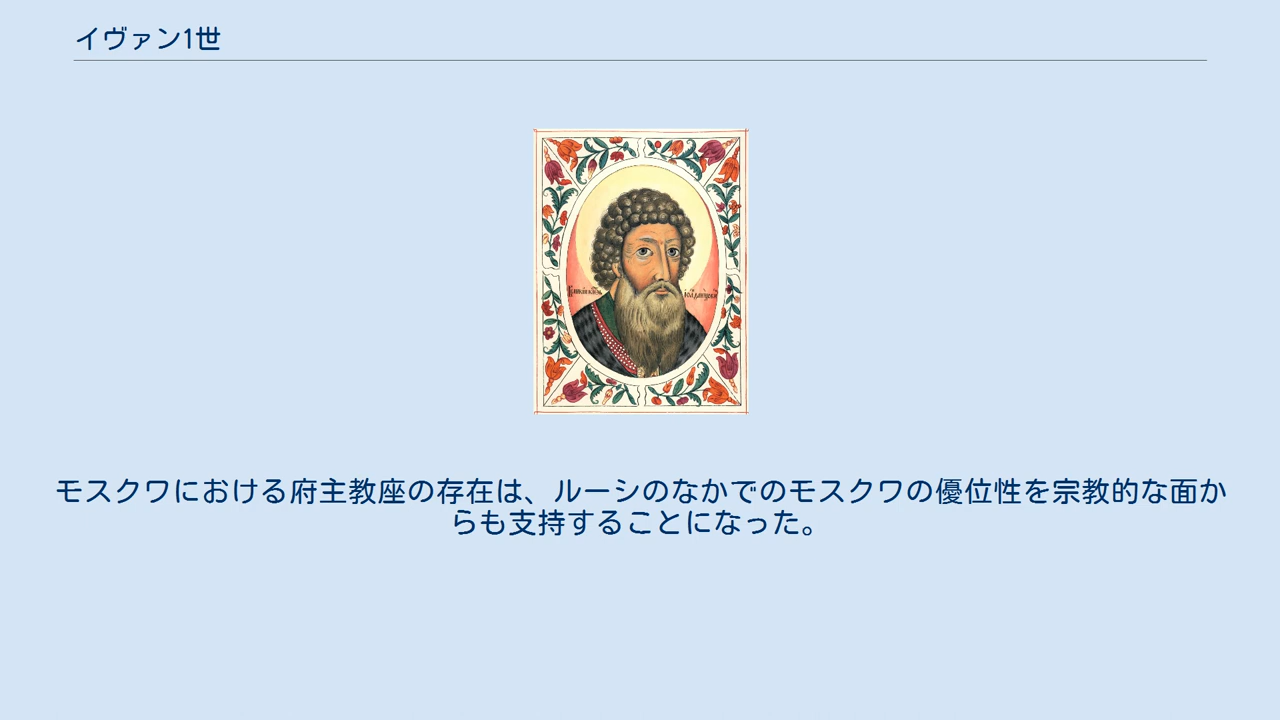 イヴァン1世
モスクワにおける府主教座の存在は、ルーシのなかでのモスクワの優位性を宗教的な面か
らも支持することになった。